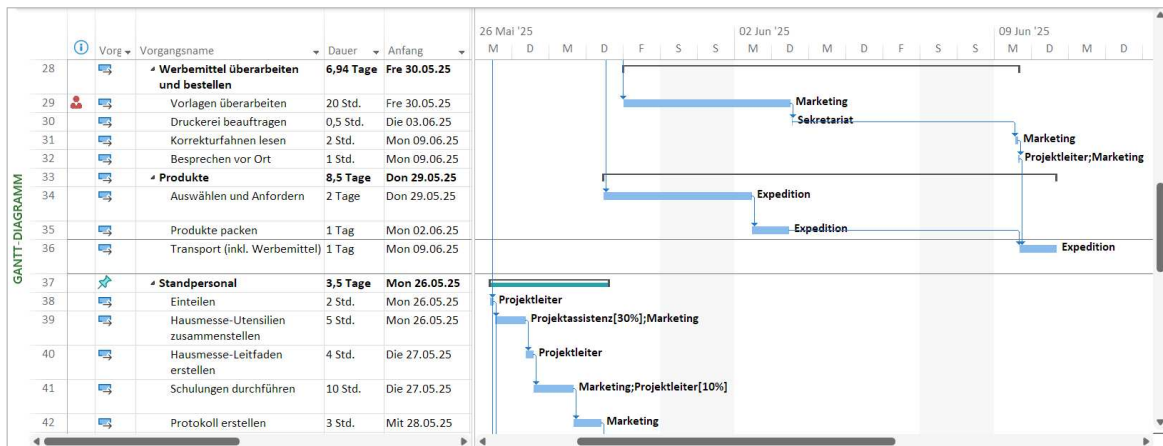 26 Mai '25 02 Jun '25 09 Jun '25
Vorg Vorgangsname Dauer Anfang M D M D F S S M D M D F S S M D M D
28 Werbemittel überarbeiten 6,94 Tage Fre 30.05.25
und bestellen
29 Vorlagen überarbeiten 20 Std. Fre 30.05.25 Marketing
30 Druckerei beauftragen 0,5 Std. Die 03.06.25 Sekretariat
31 Korrekturfahnen lesen 2 Std. Mon 09.06.25 Marketing
32 Besprechen vor Ort 1 Std. Mon 09.06.25 Projektleiter;Marketing
33 Produkte 8,5 Tage Don 29.05.25
34 Auswählen und Anfordern 2 Tage Don 29.05.25 Expedition
35 Produkte packen 1 Tag Mon 02.06.25 Expedition
36 Transport (inkl. Werbemittel) 1 Tag Mon 09.06.25 Expedition
37 Standpersonal 3,5 Tage Mon 26.05.25
38 Einteilen 2 Std. Mon 26.05.25 Projektleiter
39 Hausmesse-Utensilien 5 Std. Mon 26.05.25 Projektassistenz[30%];Marketing
zusammenstellen
40 Hausmesse-Leitfaden 4 Std. Die 27.05.25 Projektleiter
erstellen
41 Schulungen durchführen 10 Std. Die 27.05.25 Marketing;Projektleiter[10%]
42 Protokoll erstellen 3 Std. Mit 28.05.25 Marketing
GANTT-DIAGRAMM